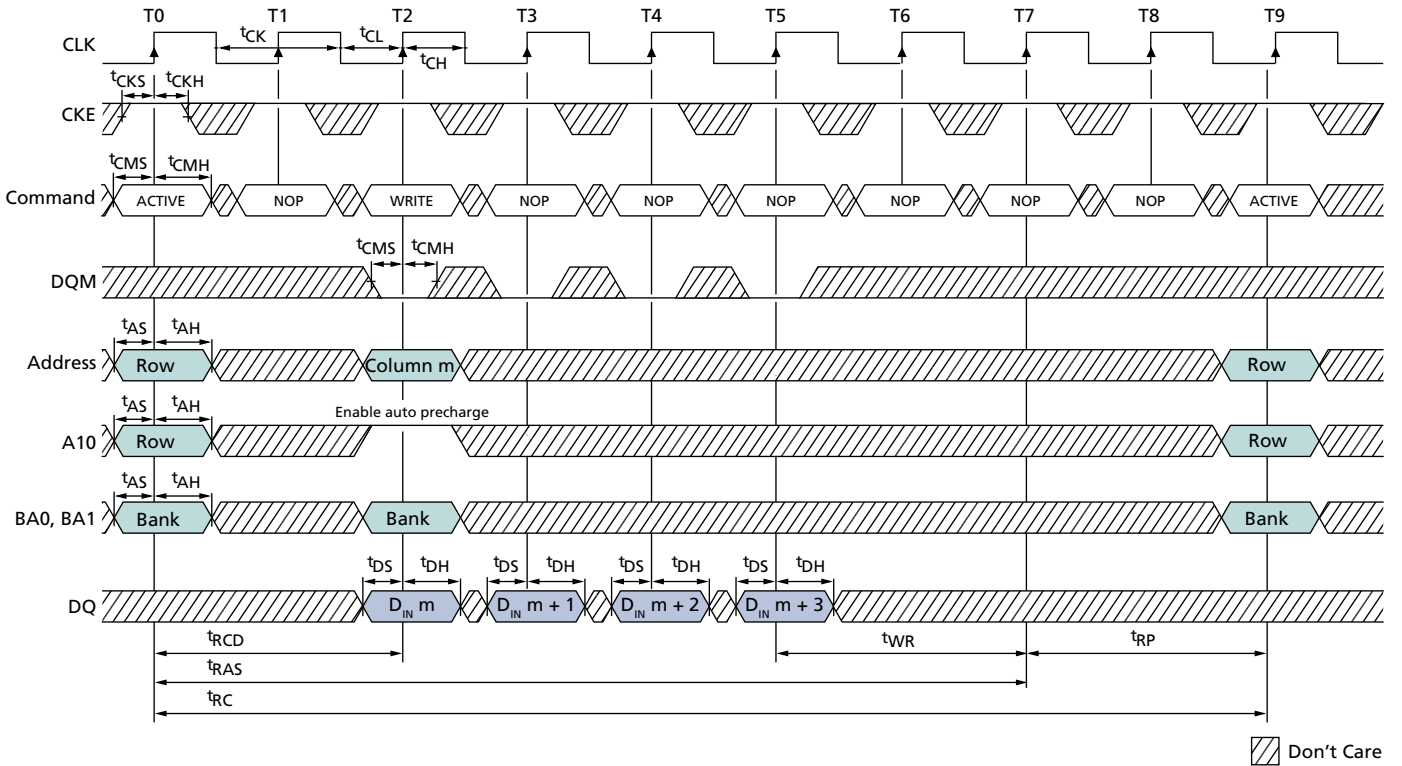 T0 T1 T2 T3 T4 T5 T6 T7 T8 T9
CLK tCK tCL tCH
tCKS tCKH
CKE
tCMS tCMH
Command ACTIVE NOP WRITE NOP NOP NOP NOP NOP NOP ACTIVE
tCMS tCMH
DQM
tAS tAH
Address Row Column m Row
tAS tAH Enable auto precharge
A10 Row Row
tAS tAH
BA0, BA1 Bank Bank Bank
tDS tDH tDS tDH tDS tDH tDS tDH
DQ DIN m DIN m + 1 DIN m + 2 DIN m + 3
tRCD tWR tRP
tRAS
tRC
Don't Care